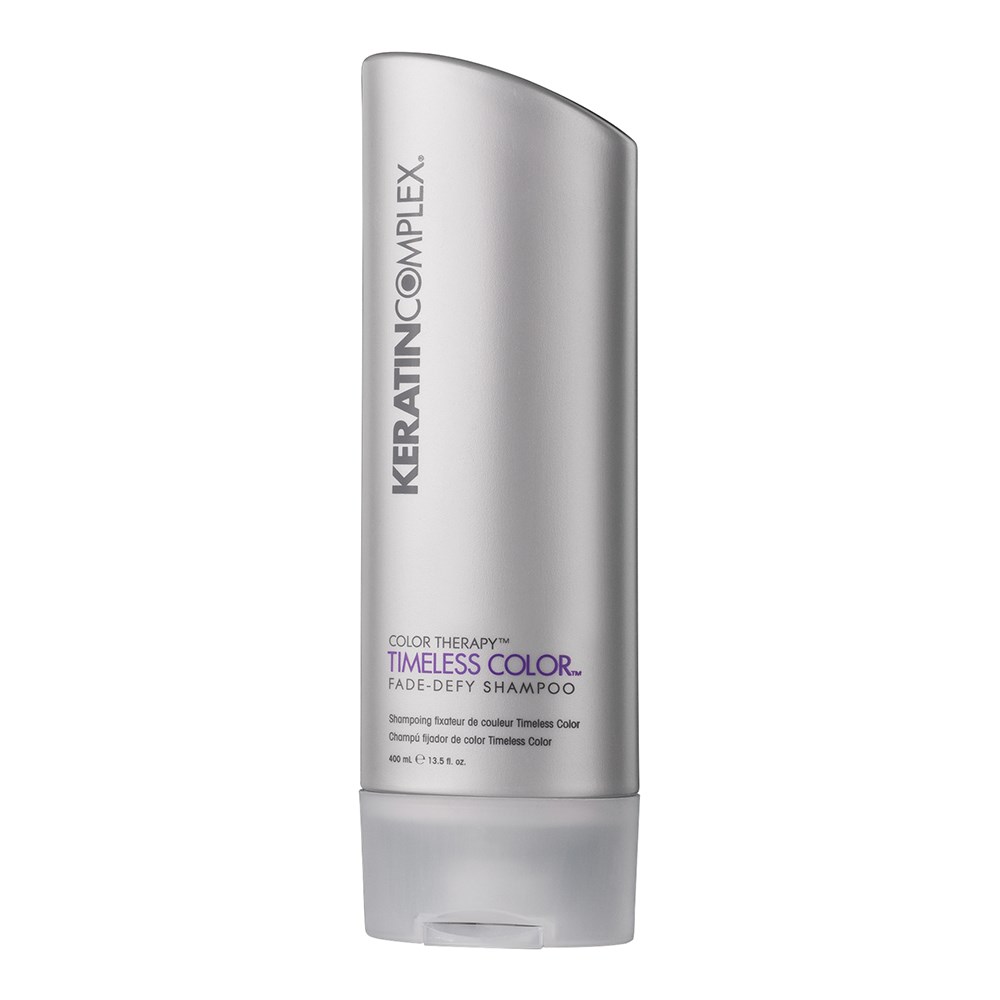 KERATINCOMPLEX®
COLOR THERAPY™
TIMELESS COLOR™
FADE-DEFY SHAMPOO
Shampoing fixateur de couleur Timeless Color
Champú fijador de color Timeless Color
400 mL ℮ 13.5 fl. oz.